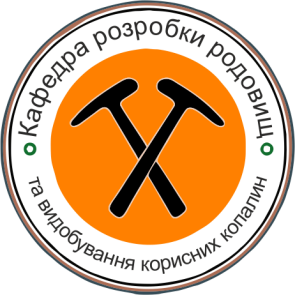 Кафедра розробки родовищ
та видобування корисних копалин